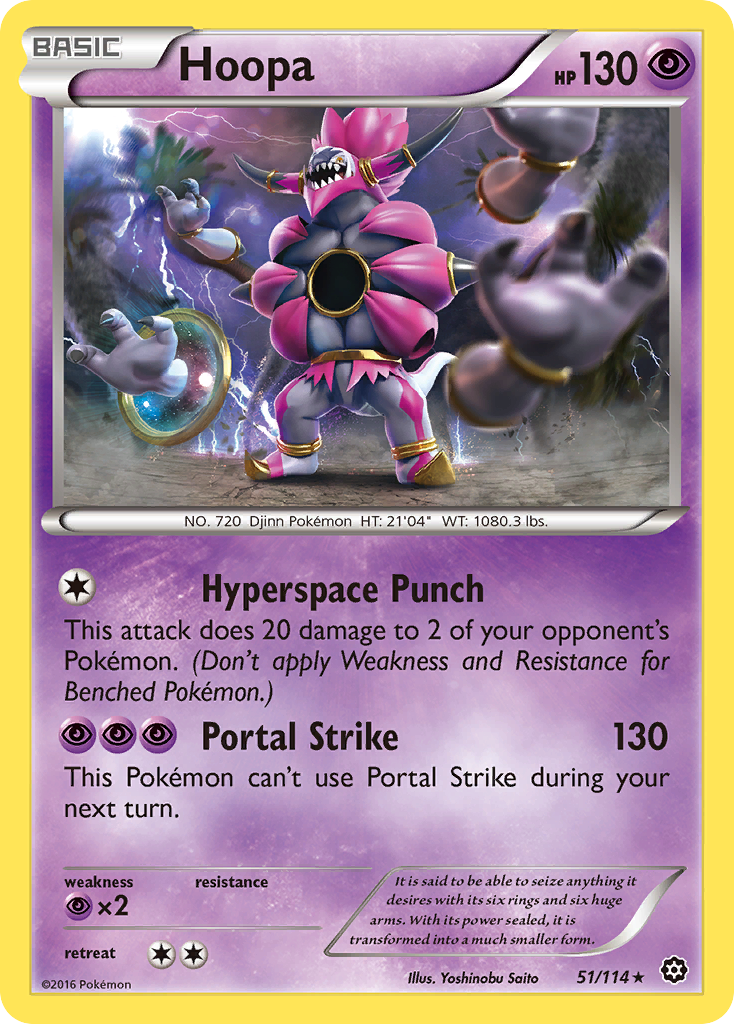 BASIC
Hoopa
HP 130
NO. 720 Djinn Pokémon HT: 21'04" WT: 1080.3 lbs.
Hyperspace Punch
This attack does 20 damage to 2 of your opponent's
Pokémon. (Don't apply Weakness and Resistance for
Benched Pokémon.)
Portal Strike 130
This Pokémon can't use Portal Strike during your
next turn.
weakness resistance
×2
It is said to be able to seize anything it
desires with its six rings and six huge
arms. With its power sealed, it is
transformed into a much smaller form.
retreat
©2016 Pokémon Illus. Yoshinobu Saito 51/114 ★